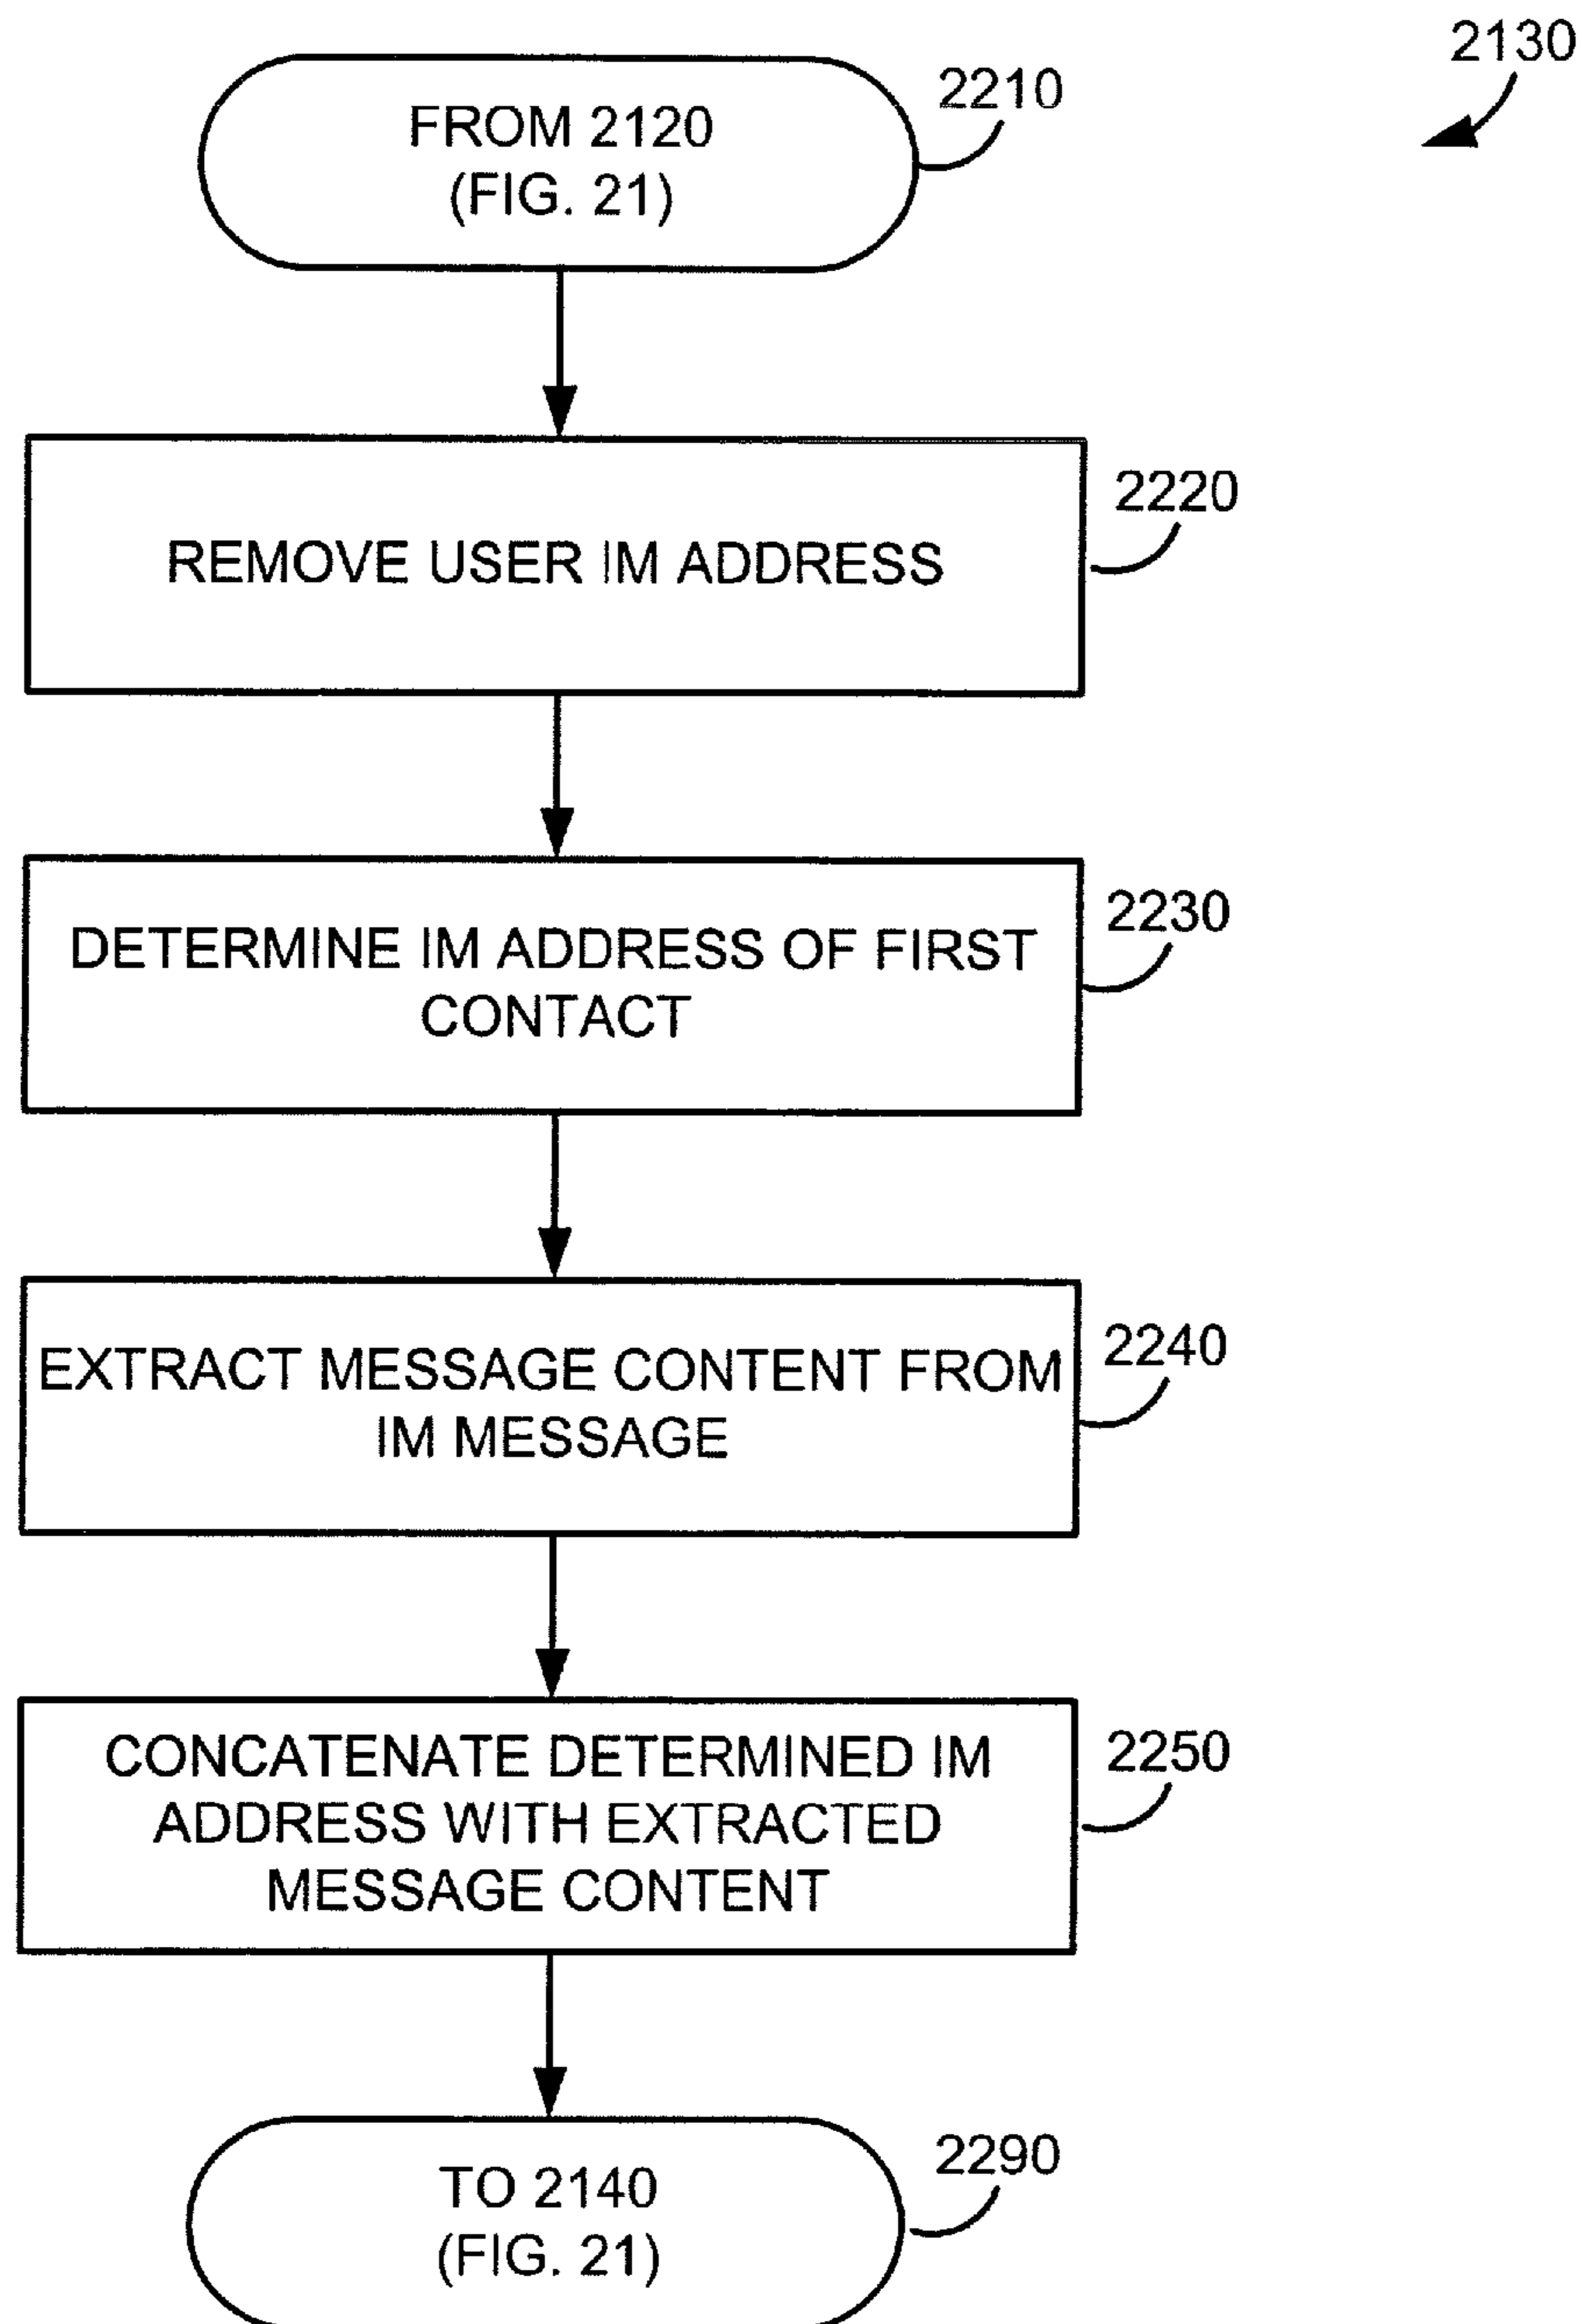 2130
FROM 2120
(FIG. 21)
2210
REMOVE USER IM ADDRESS
2220
DETERMINE IM ADDRESS OF FIRST
CONTACT
2230
EXTRACT MESSAGE CONTENT FROM
IM MESSAGE
2240
CONCATENATE DETERMINED IM
ADDRESS WITH EXTRACTED
MESSAGE CONTENT
2250
TO 2140
(FIG. 21)
2290